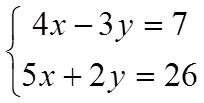 4x − 3y = 7
5x + 2y = 26